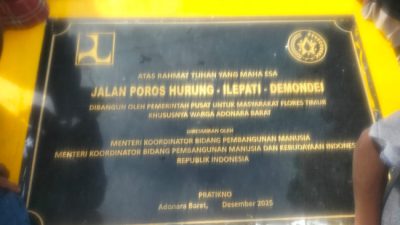 ATAS RAHMAT TUHAN YANG MAHA ESA
JALAN POROS HURUNG - ILEPATI - DEMONDEI
DIBANGUN OLEH PEMERINTAH PUSAT UNTUK MASYARAKAT FLORES TIMUR
KHUSUSNYA WARGA ADONARA BARAT
DIRESMIKAN OLEH
MENTERI KOORDINATOR BIDANG PEMBANGUNAN MANUSIA
MENTERI KOORDINATOR BIDANG PEMBANGUNAN MANUSIA DAN KEBUDAYAAN INDONES
REPUBLIK INDONESIA
PRATIKNO
Adonara Barat, Desember 2025